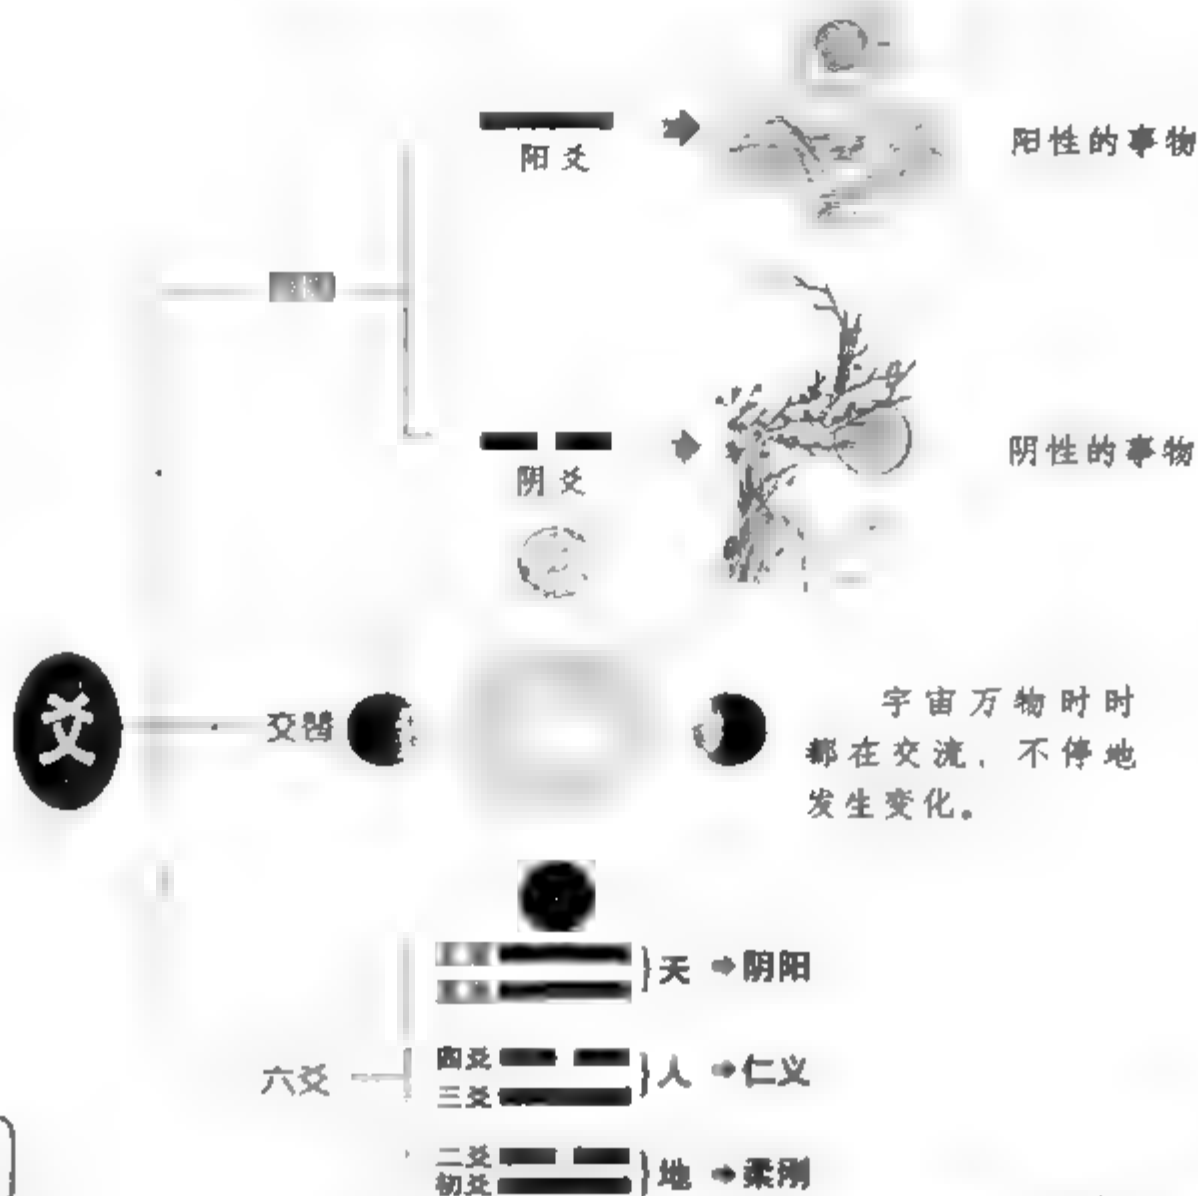 阳爻
阳性的事物
阴爻
阴性的事物
爻
交替
宇宙万物时时
都在交流，不停地
发生变化。
天
阴阳
六爻
四爻
人
仁义
三爻
二爻
地
柔刚
初爻